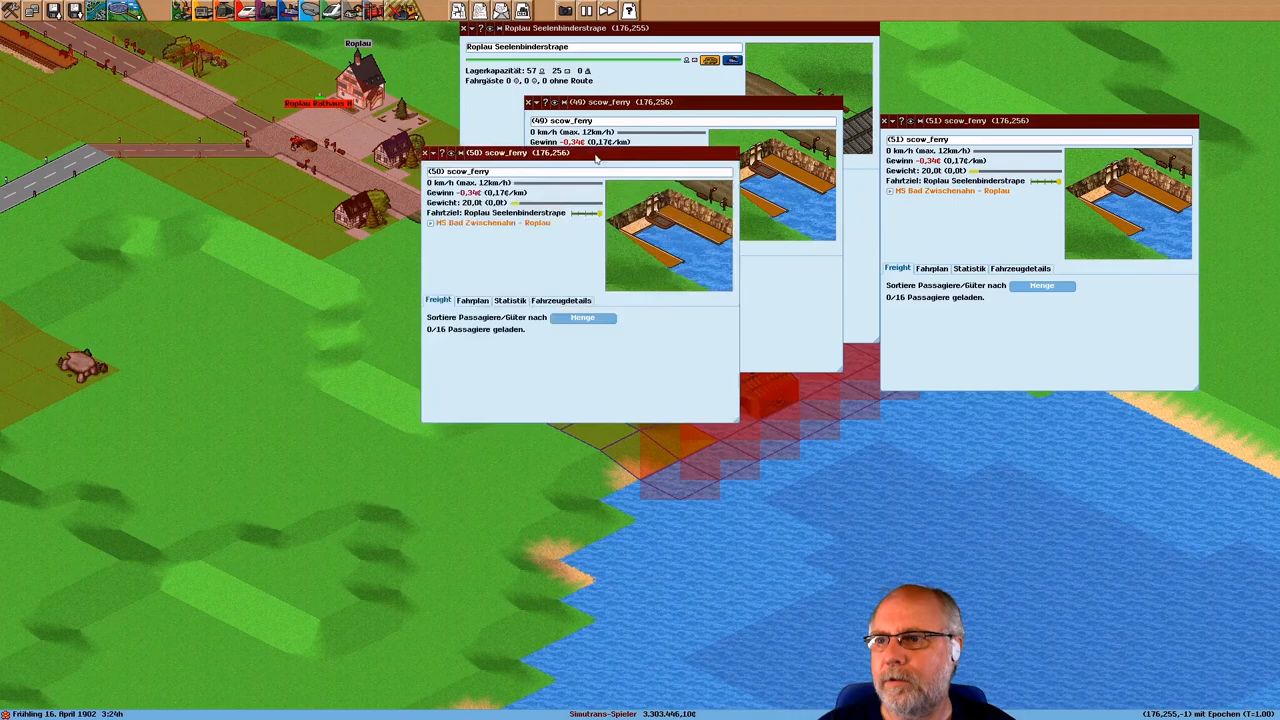 Roplau Seelenbinderstrape (176,255)
Roplau Seelenbinderstrape
Lagerkapazität: 57 25 0
Fahrgäste 0, 0, 0 ohne Route
Roplau
Roplau Rathaus H
(49) scow_ferry (176,256)
(49) scow_ferry
0 km/h (max. 12km/h)
Gewinn -0,34¢ (0,17¢/km)
(50) scow_ferry (176,256)
(50) scow_ferry
0 km/h (max. 12km/h)
Gewinn -0,34¢ (0,17¢/km)
Gewicht: 20,0t (0,0t)
Fahrtziel: Roplau Seelenbinderstrape
MS Bad Zwischenahn - Roplau
Freight Fahrplan Statistik Fahrzeugdetails
Sortiere Passagiere/Güter nach Menge
0/16 Passagiere geladen.
(51) scow_ferry (176,256)
(51) scow_ferry
0 km/h (max. 12km/h)
Gewinn -0,34¢ (0,17¢/km)
Gewicht: 20,0t (0,0t)
Fahrtziel: Roplau Seelenbinderstrape
MS Bad Zwischenahn - Roplau
Freight Fahrplan Statistik Fahrzeugdetails
Sortiere Passagiere/Güter nach Menge
0/16 Passagiere geladen.
Frühling 16. April 1902 3:24h
Simutrans-Spieler 3.303.446,10¢
(176,255,-1) mit Epochen (T=1.00)